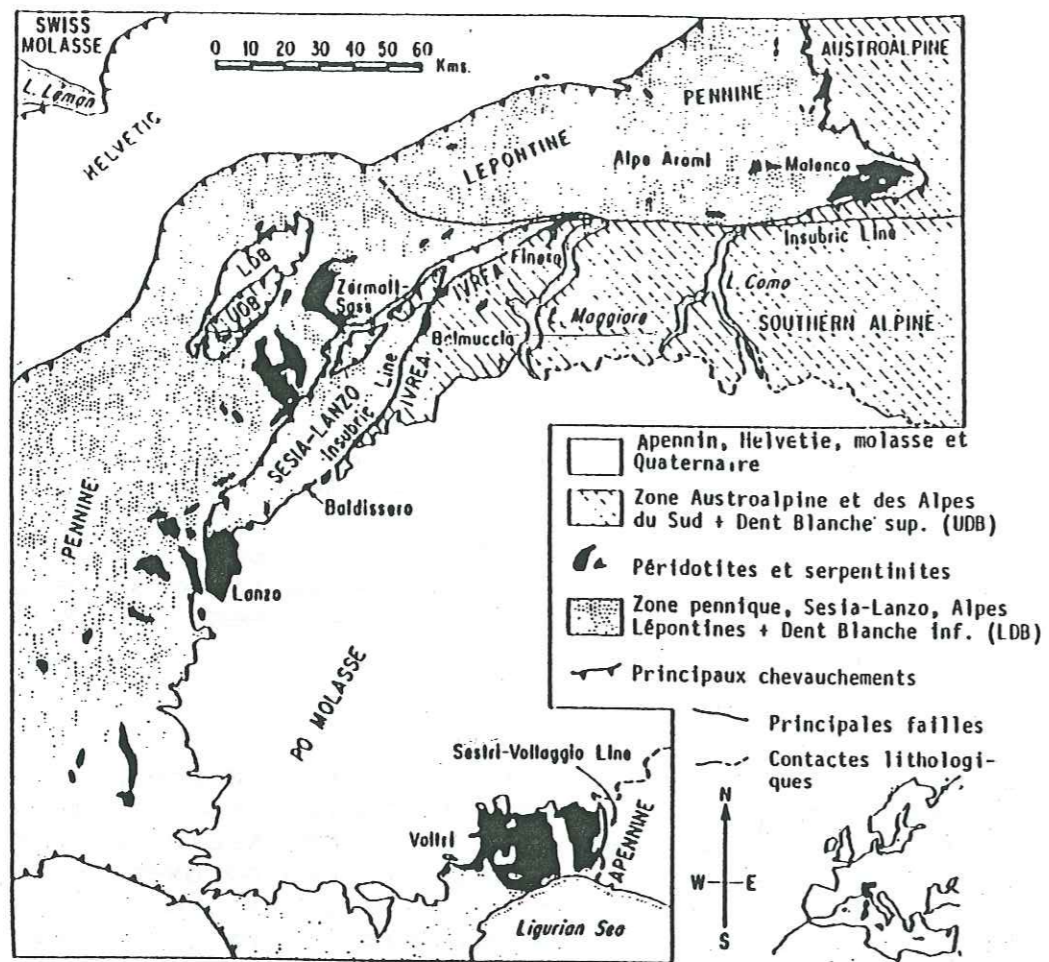 SWISS
MOLASSE
L. Léman
HELVETIC
0 10 20 30 40 50 60
Kms.
AUSTROALPINE
PENNINE
LEPONTINE
Alpe Arami
Malenco
Insubric Line
LDB
UDB
Zermatt-
Sass
Finero
IVREA
L. Maggiore
L. Como
Balmuccia
SOUTHERN ALPINE
SESIA-LANZO
Insubric Line
IVREA
Baldissero
PENNINE
Lanzo
PO MOLASSE
Sestri-Voltaggio Line
Voltri
APENNINE
Ligurian Sea
Apennin, Helvetie, molasse et
Quaternaire
Zone Austroalpine et des Alpes
du Sud + Dent Blanche sup. (UDB)
Péridotites et serpentinites
Zone pennique, Sesia-Lanzo, Alpes
Lépontines + Dent Blanche inf. (LDB)
Principaux chevauchements
Principales failles
Contactes lithologi-
ques
N
W E
S